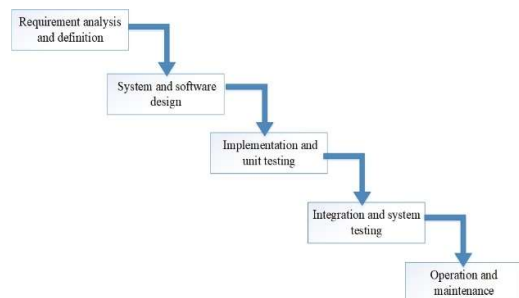 Requirement analysis
and definition
System and software
design
Implementation and
unit testing
Integration and system
testing
Operation and
maintenance